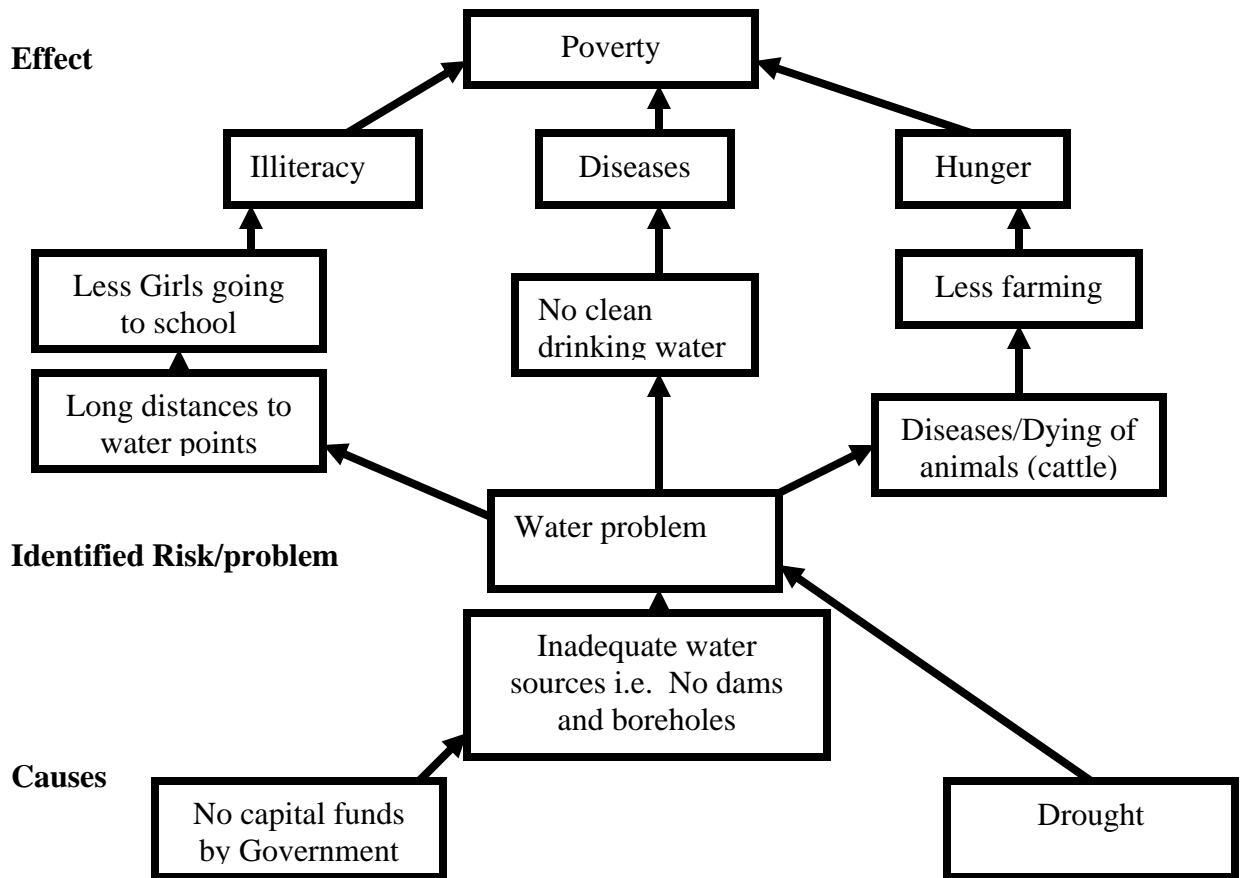 Effect
Poverty
Illiteracy
Diseases
Hunger
Less Girls going
to school
No clean
drinking water
Less farming
Long distances to
water points
Diseases/Dying of
animals (cattle)
Water problem
Identified Risk/problem
Inadequate water
sources i.e. No dams
and boreholes
Causes
No capital funds
by Government
Drought